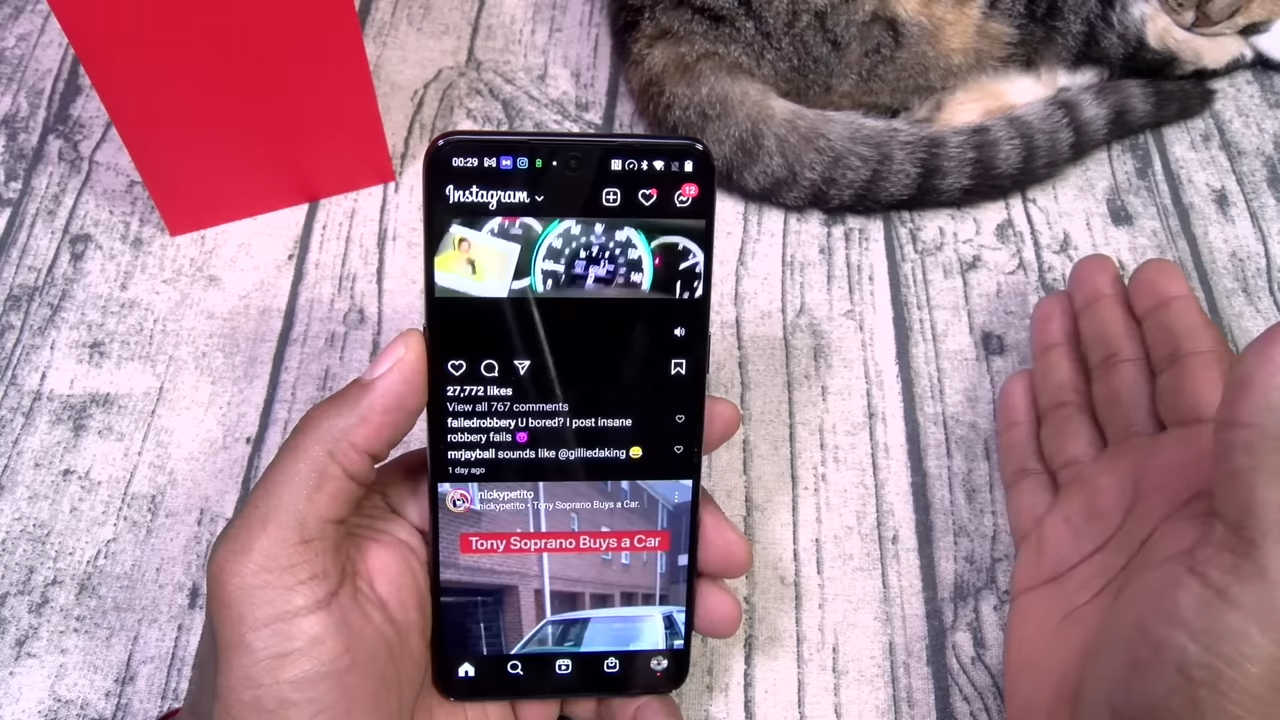 00:29
Instagram
12
27,772 likes
View all 767 comments
failedrobbery U bored? I post insane
robbery fails 😈
mrjayball sounds like @gilliedaking 😅
1 day ago
nickypetito
nickypetito • Tony Soprano Buys a Car.
Tony Soprano Buys a Car